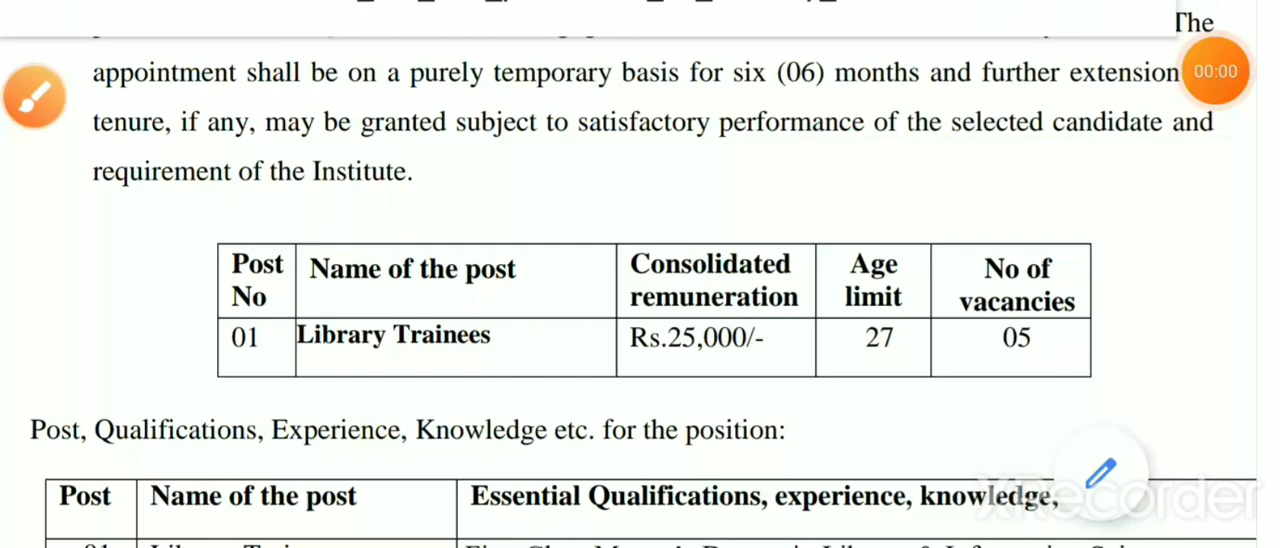 The
appointment shall be on a purely temporary basis for six (06) months and further extension
00:00
tenure, if any, may be granted subject to satisfactory performance of the selected candidate and
requirement of the Institute.
Post No Name of the post Consolidated remuneration Age limit No of vacancies
01 Library Trainees Rs.25,000/- 27 05
Post, Qualifications, Experience, Knowledge etc. for the position:
Post Name of the post Essential Qualifications, experience, knowledge,
XRecorder